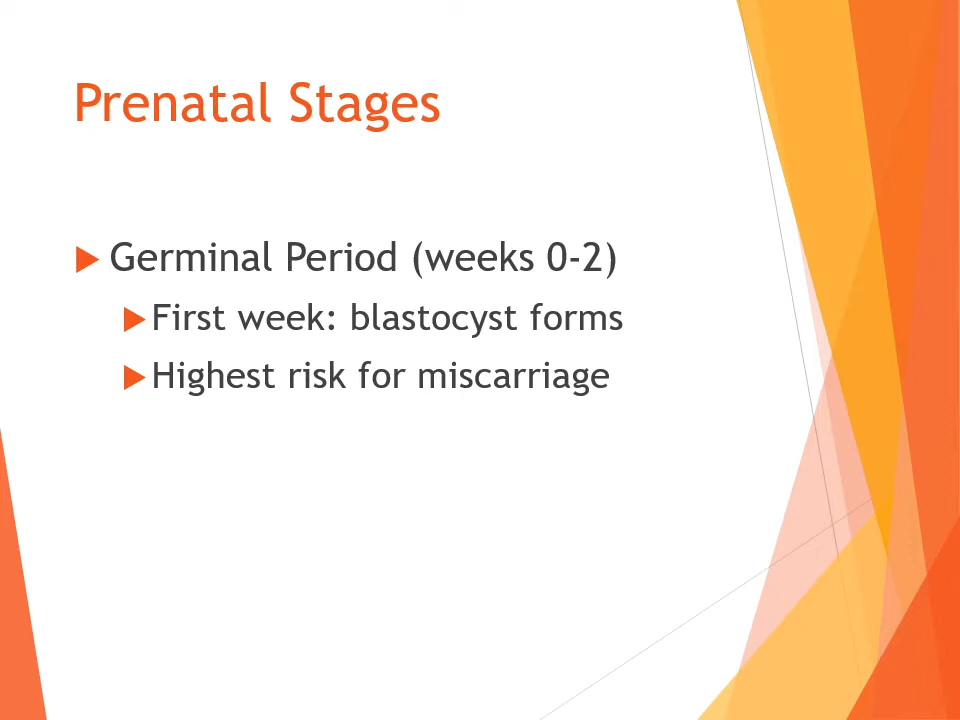 Prenatal Stages
Germinal Period (weeks 0-2)
First week: blastocyst forms
Highest risk for miscarriage